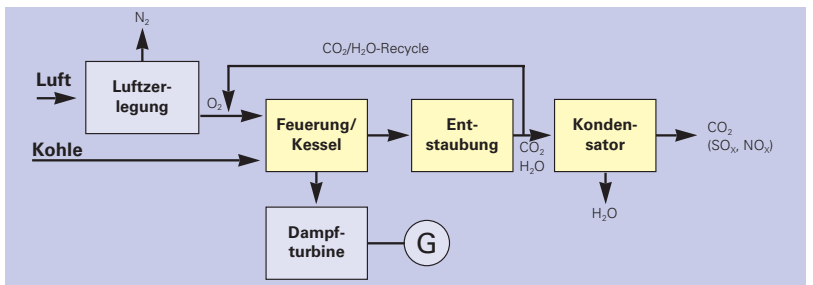 N₂
CO₂/H₂O-Recycle
Luft
Luftzer-
legung
O₂
Kohle
Feuerung/
Kessel
Ent-
staubung
CO₂
H₂O
Konden-
sator
CO₂
(SOₓ, NOₓ)
H₂O
Dampf-
turbine
G